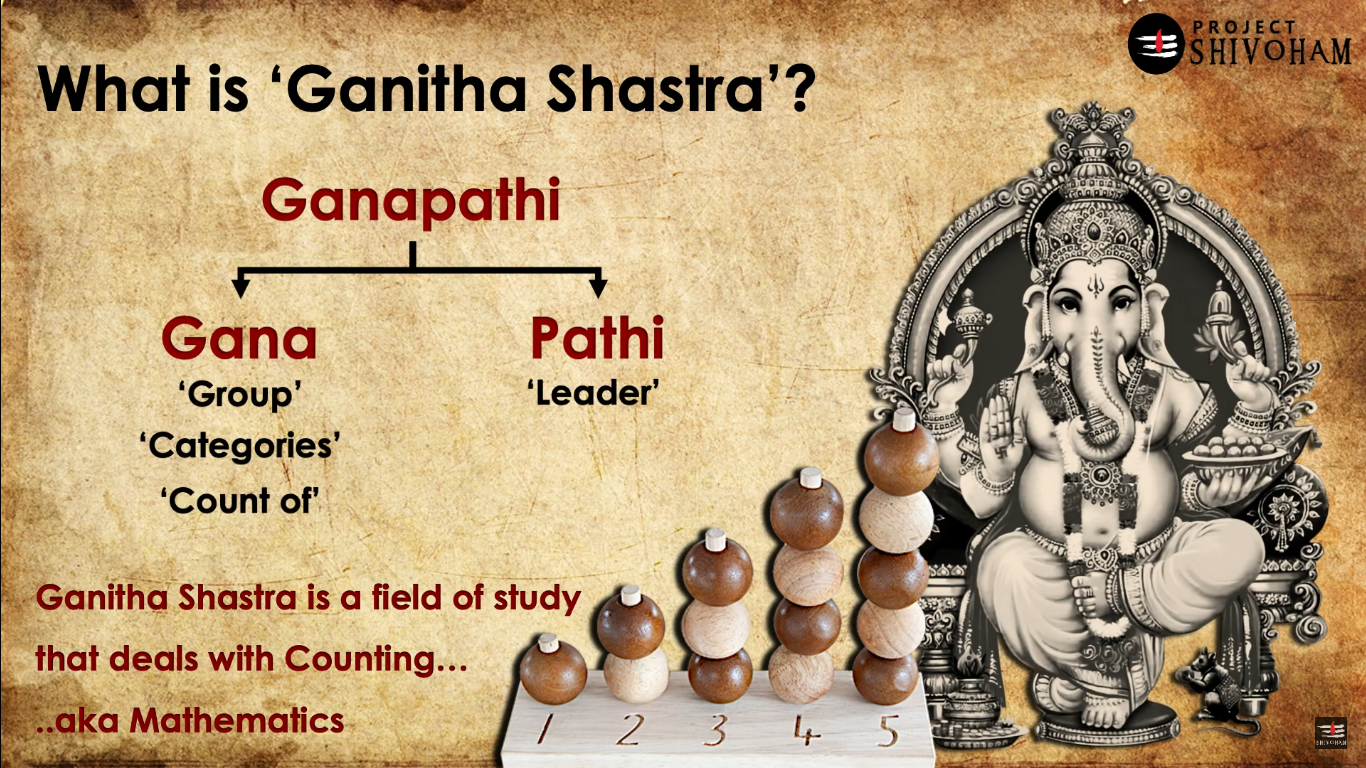 PROJECT
SHIVOHAM
What is ‘Ganitha Shastra’?
Ganapathi
Gana
Pathi
‘Group’
‘Leader’
‘Categories’
‘Count of’
Ganitha Shastra is a field of study
that deals with Counting…
..aka Mathematics
1 2 3 4 5
SHIVOHAM